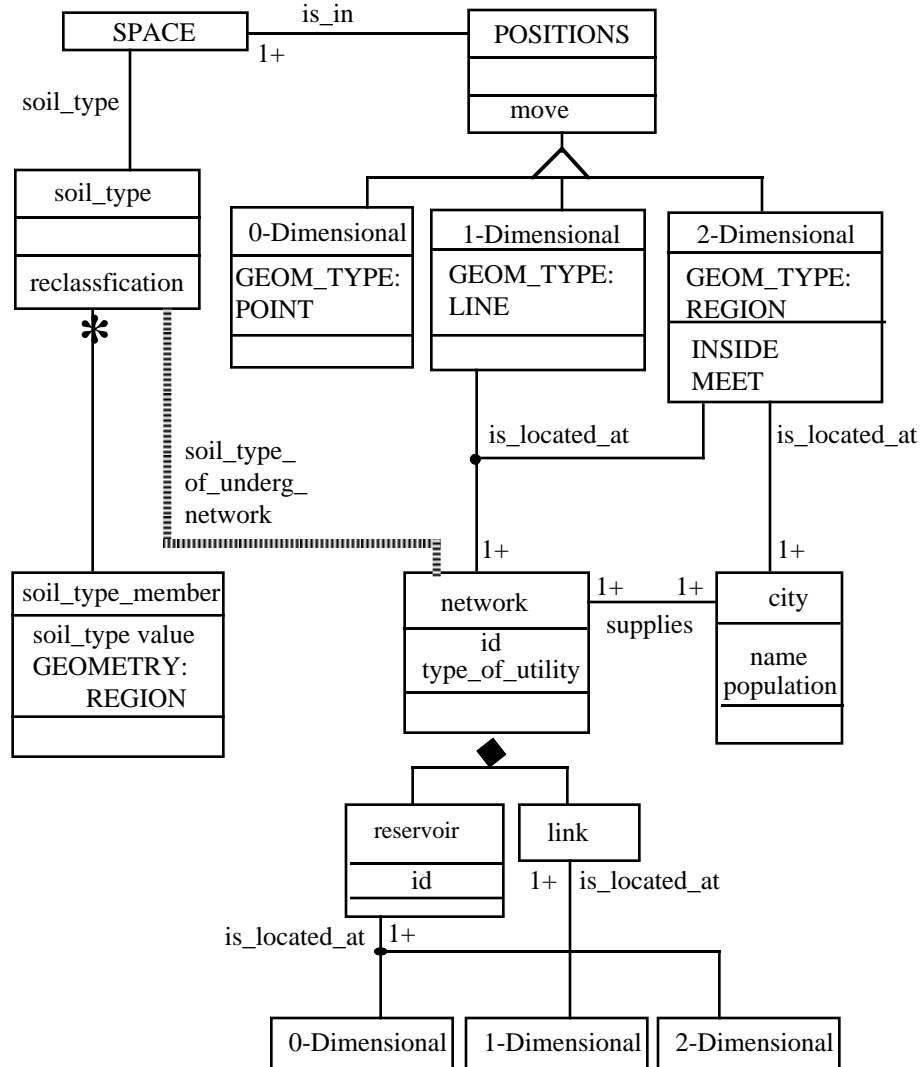 is_in
SPACE
POSITIONS
1+
soil_type
move
soil_type
0-Dimensional
1-Dimensional
2-Dimensional
reclassfication
GEOM_TYPE:
POINT
GEOM_TYPE:
LINE
GEOM_TYPE:
REGION
INSIDE
MEET
is_located_at
is_located_at
soil_type_
of_underg_
network
1+
1+
soil_type_member
network
1+
1+
city
supplies
soil_type value
GEOMETRY:
REGION
id
type_of_utility
name
population
reservoir
link
id
1+
is_located_at
is_located_at
1+
0-Dimensional
1-Dimensional
2-Dimensional